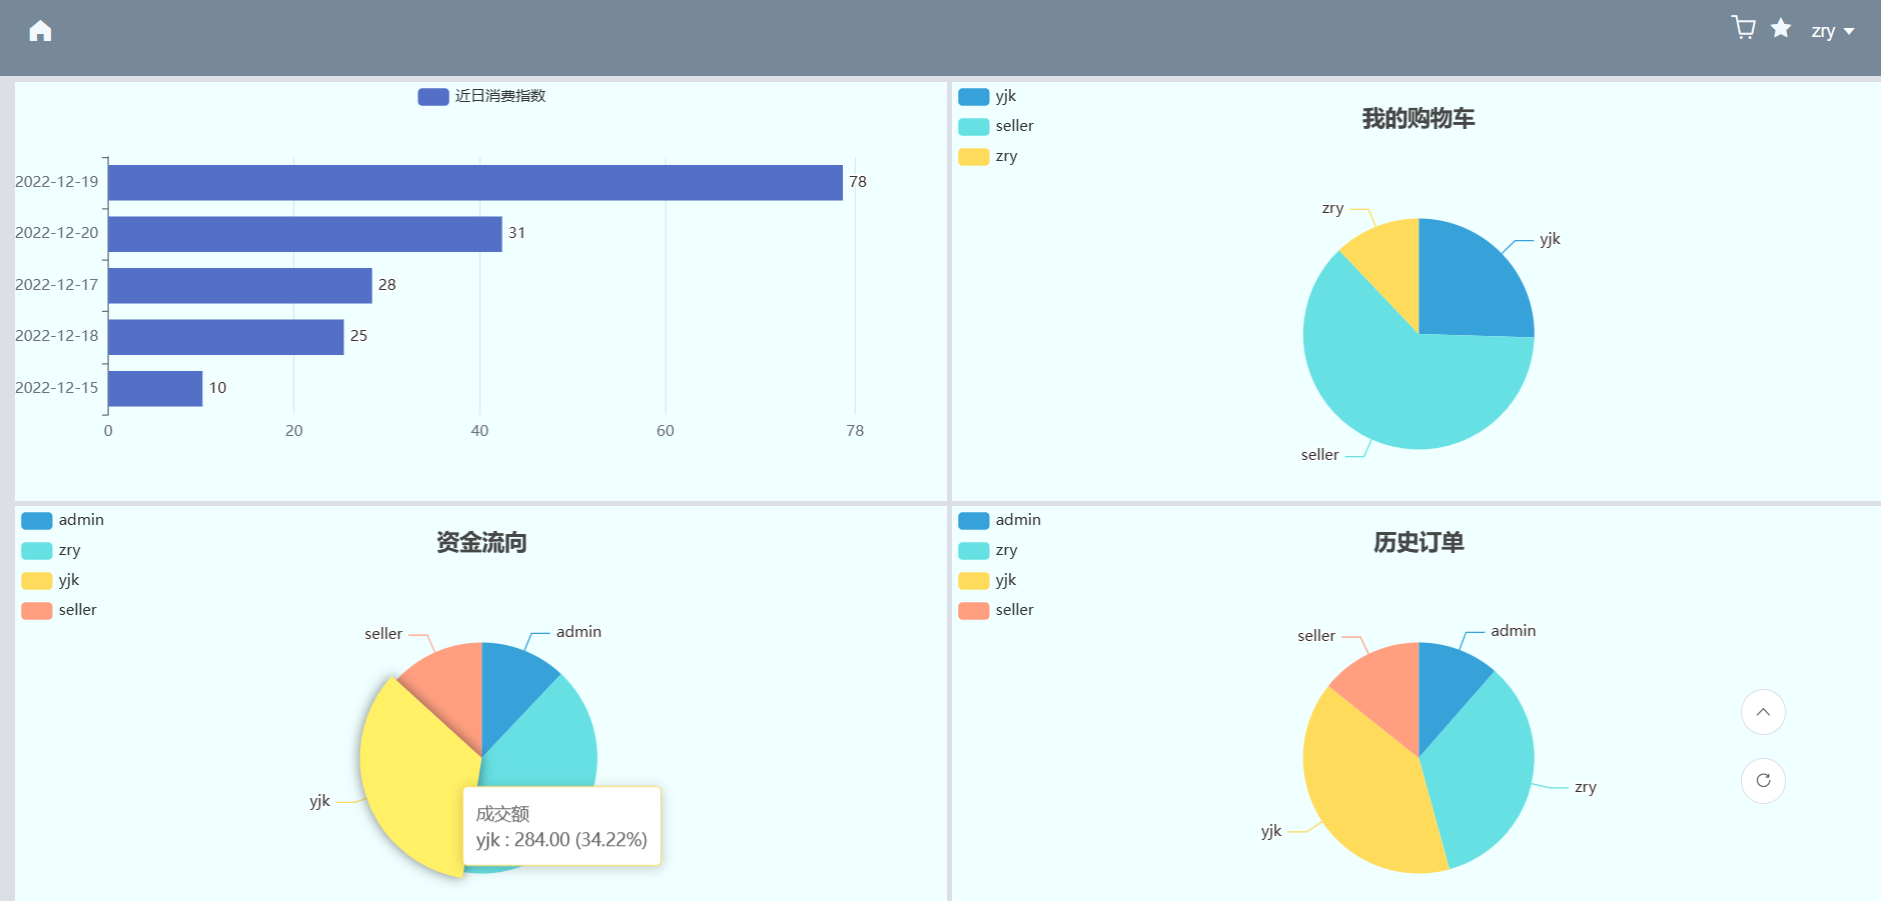 zry
近日消费指数
2022-12-19
78
2022-12-20
31
2022-12-17
28
2022-12-18
25
2022-12-15
10
0
20
40
60
78
yjk
seller
zry
我的购物车
zry
yjk
seller
admin
zry
yjk
seller
资金流向
seller
admin
yjk
成交额
yjk : 284.00 (34.22%)
admin
zry
yjk
seller
历史订单
seller
admin
zry
yjk